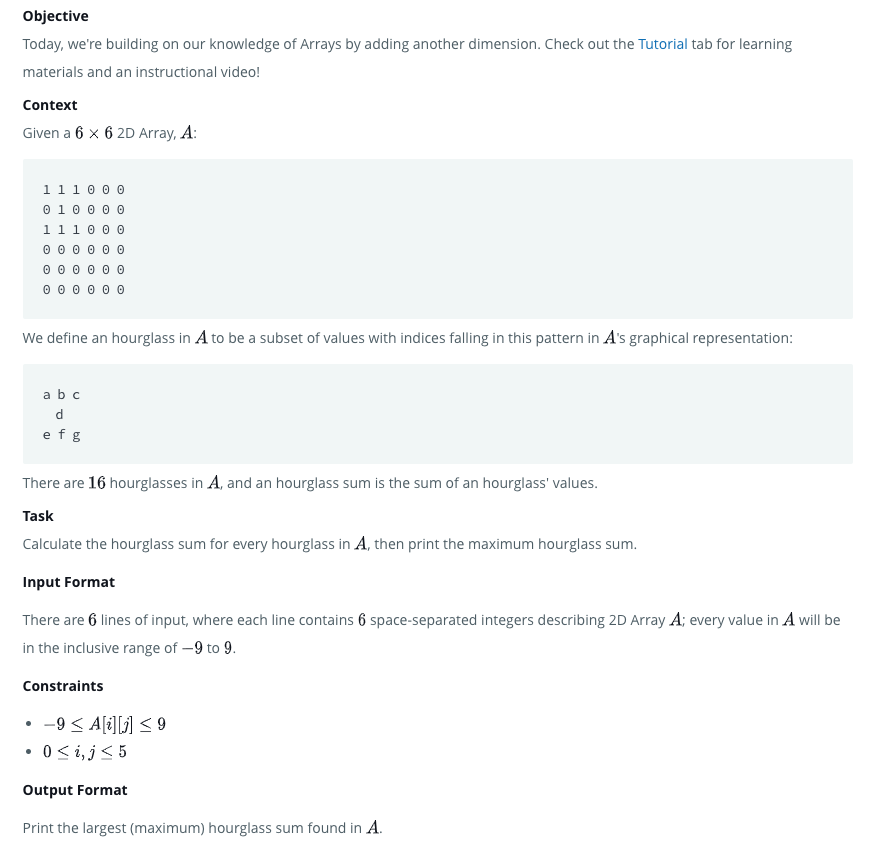 Objective
Today, we're building on our knowledge of Arrays by adding another dimension. Check out the Tutorial tab for learning
materials and an instructional video!
Context
Given a 6 × 6 2D Array, A:
1 1 1 0 0 0
0 1 0 0 0 0
1 1 1 0 0 0
0 0 0 0 0 0
0 0 0 0 0 0
0 0 0 0 0 0
We define an hourglass in A to be a subset of values with indices falling in this pattern in A's graphical representation:
a b c
d
e f g
There are 16 hourglasses in A, and an hourglass sum is the sum of an hourglass' values.
Task
Calculate the hourglass sum for every hourglass in A, then print the maximum hourglass sum.
Input Format
There are 6 lines of input, where each line contains 6 space-separated integers describing 2D Array A; every value in A will be
in the inclusive range of −9 to 9.
Constraints
• −9 ≤ A[i][j] ≤ 9
• 0 ≤ i, j ≤ 5
Output Format
Print the largest (maximum) hourglass sum found in A.